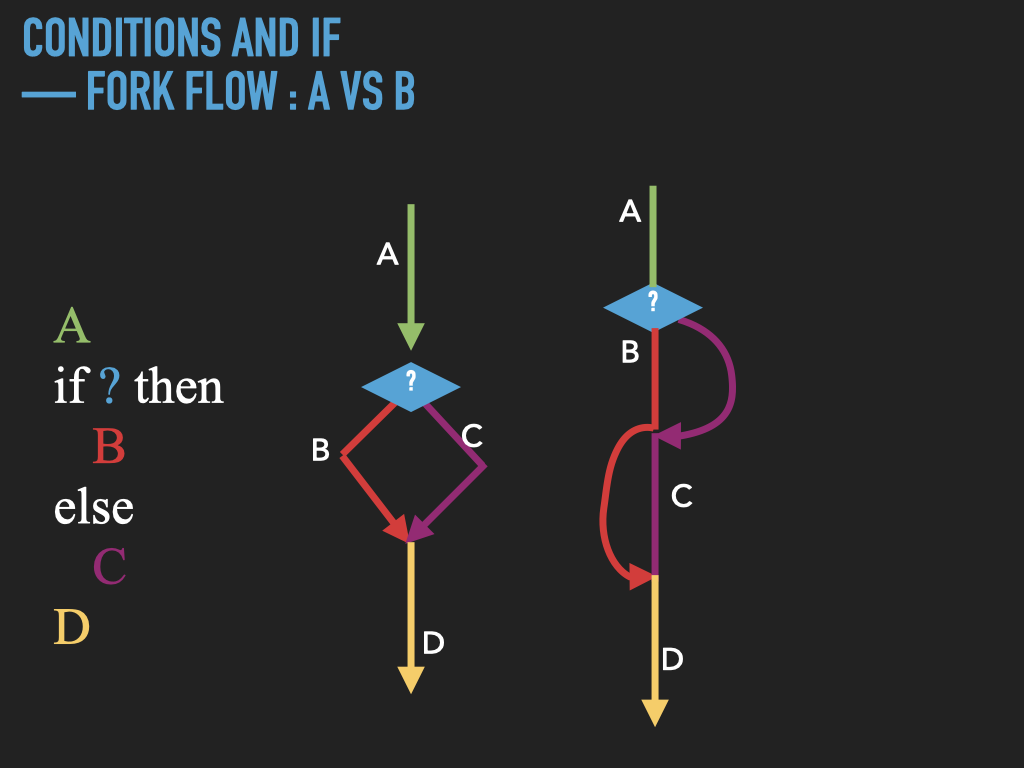 CONDITIONS AND IF
— FORK FLOW : A VS B
A
if ? then
B
else
C
D
A
?
B
C
D
A
?
B
C
D